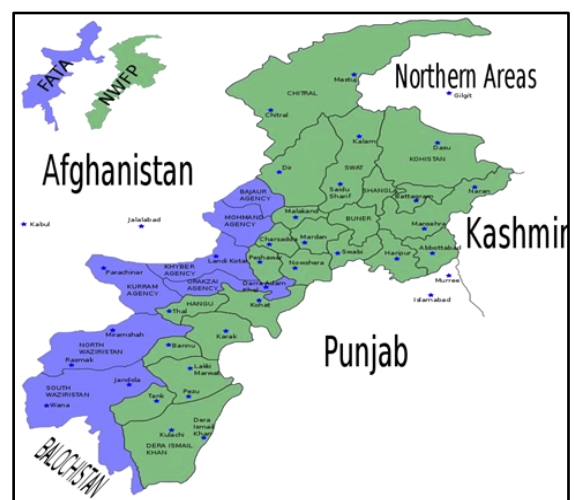 FATA
NWFP
Northern Areas
Mastuj
Gilgit
CHITRAL
Chitral
Kalam
Dasu
KOHISTAN
Afghanistan
Dir
SWAT
Saidu
Sharif
SHANGLA
Battagram
Naran
BAJAUR
AGENCY
Malakand
BUNER
MOHMAND
AGENCY
Mansehra
Kashmir
Kabul
Jalalabad
Charsadda
Mardan
Swabi
Haripur
Abbottabad
Landi Kotal
Peshawar
Nowshera
Parachinar
KHYBER
AGENCY
Murree
KURRAM
AGENCY
ORAKZAI
AGENCY
Darra Adam
Khel
Islamabad
HANGU
Thal
Kohat
Miramshah
Karak
Punjab
NORTH
WAZIRISTAN
Bannu
Razmak
Lakki
Marwat
Jandola
SOUTH
WAZIRISTAN
Pezu
Tank
Wana
Kulachi
Dera
Ismail
Khan
DERA ISMAIL
KHAN
BALOCHISTAN